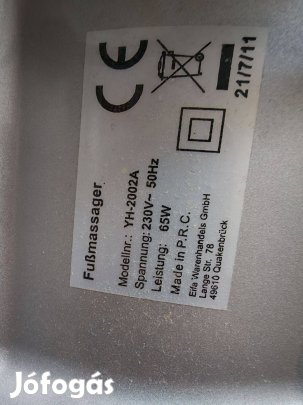 Fußmassager
Modellnr.: YH-2002A
Spannung: 230V~ 50Hz
Leistung: 65W
Made in P.R.C.
Eifa Warenhandels GmbH
Lange Str. 78
49610 Quakenbrück
CE
21/7/11
Jófogás